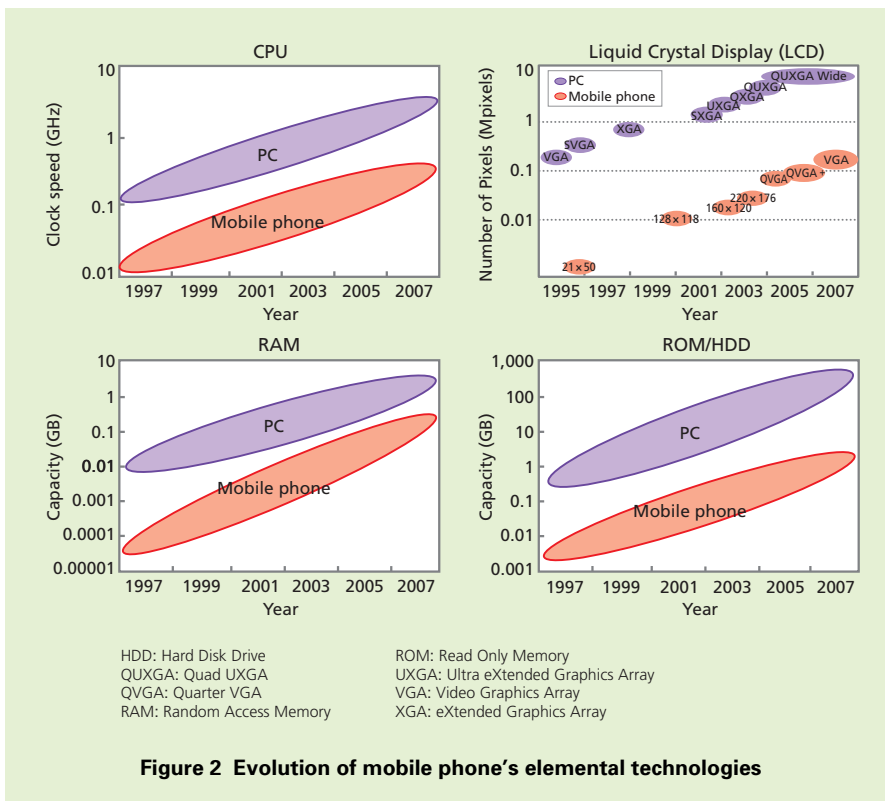 CPU
Clock speed (GHz)
10
1
0.1
0.01
PC
Mobile phone
1997 1999 2001 2003 2005 2007
Year
Liquid Crystal Display (LCD)
Number of Pixels (Mpixels)
10
1
0.1
0.01
PC
Mobile phone
VGA
SVGA
XGA
SXGA
UXGA
QXGA
QUXGA
QUXGA Wide
21×50
128×118
160×120
220×176
QVGA
QVGA +
VGA
1995 1997 1999 2001 2003 2005 2007
Year
RAM
Capacity (GB)
10
1
0.1
0.01
0.001
0.0001
0.00001
PC
Mobile phone
1997 1999 2001 2003 2005 2007
Year
ROM/HDD
Capacity (GB)
1,000
100
10
1
0.1
0.01
0.001
PC
Mobile phone
1997 1999 2001 2003 2005 2007
Year
HDD: Hard Disk Drive
QUXGA: Quad UXGA
QVGA: Quarter VGA
RAM: Random Access Memory
ROM: Read Only Memory
UXGA: Ultra eXtended Graphics Array
VGA: Video Graphics Array
XGA: eXtended Graphics Array
Figure 2 Evolution of mobile phone's elemental technologies